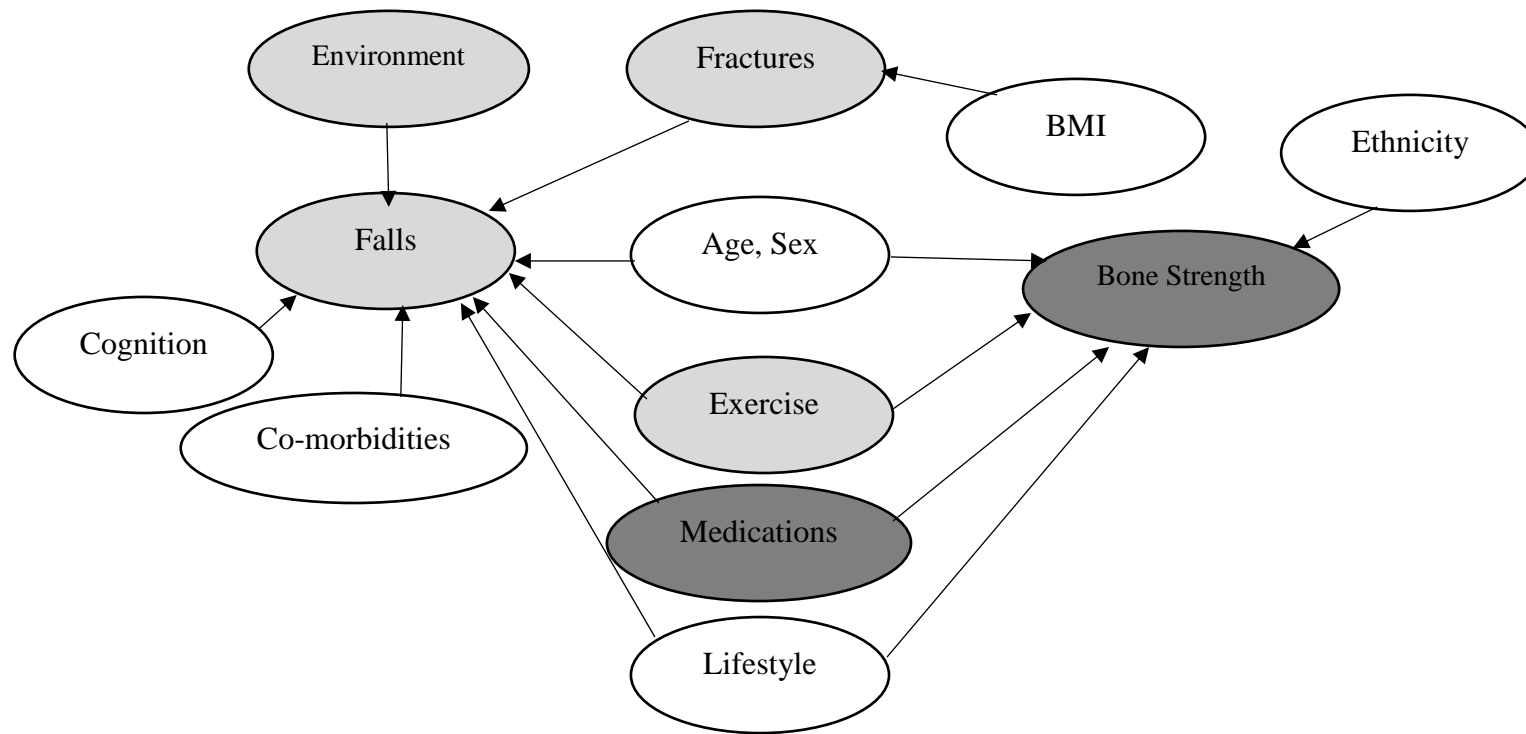 Environment
Fractures
BMI
Ethnicity
Falls
Age, Sex
Bone Strength
Cognition
Exercise
Co-morbidities
Medications
Lifestyle